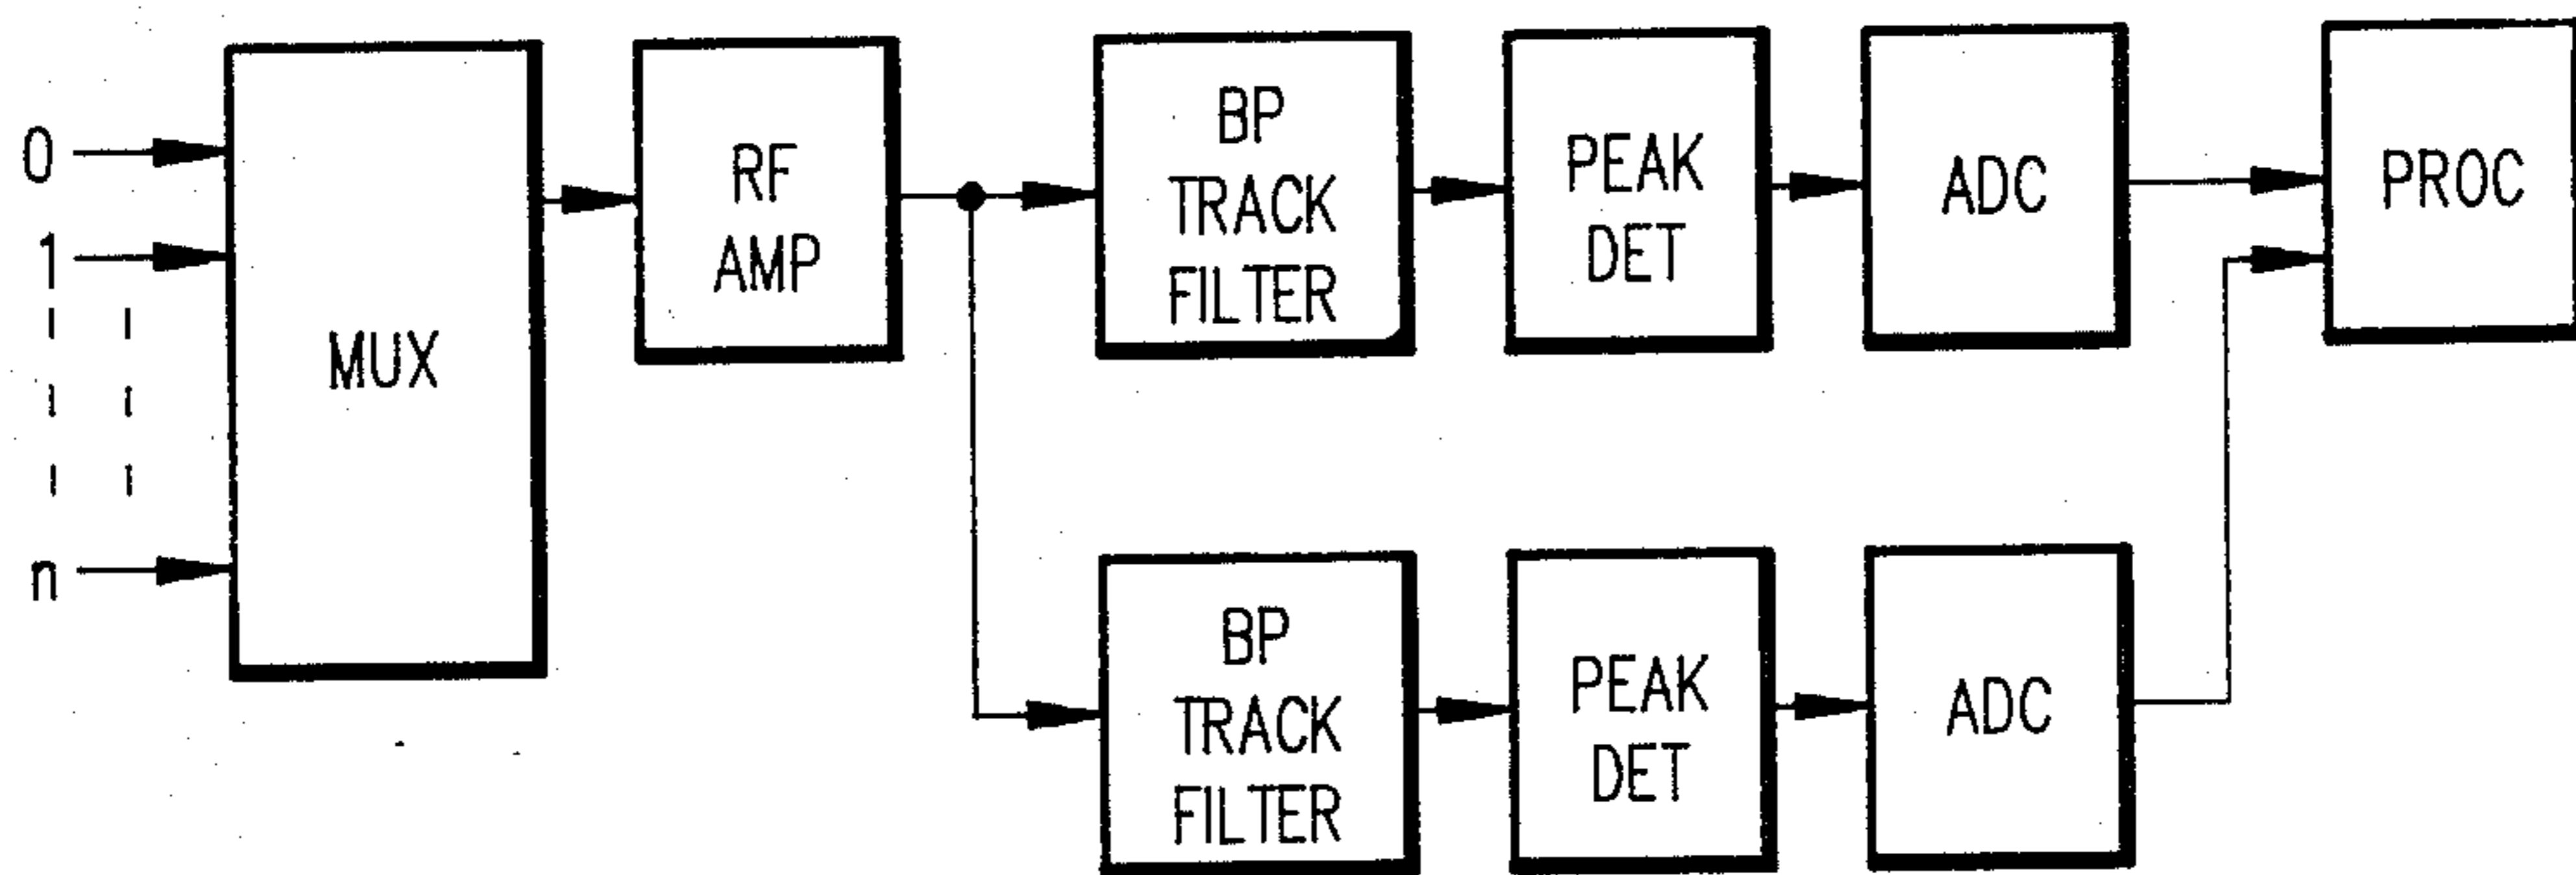 0
1
n
MUX
RF
AMP
BP
TRACK
FILTER
PEAK
DET
ADC
PROC
BP
TRACK
FILTER
PEAK
DET
ADC